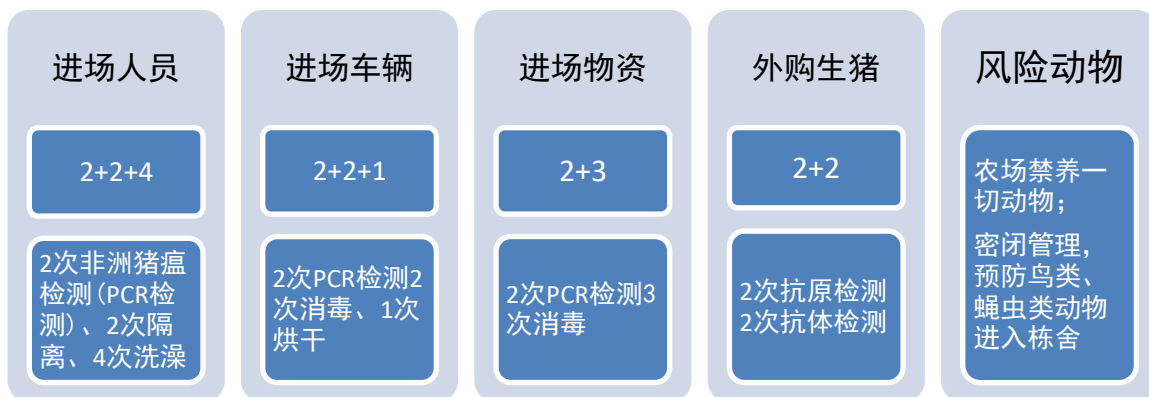 进场人员
2+2+4
2次非洲猪瘟
检测(PCR检
测)、2次隔
离、4次洗澡
进场车辆
2+2+1
2次PCR检测2
次消毒、1次
烘干
进场物资
2+3
2次PCR检测3
次消毒
外购生猪
2+2
2次抗原检测
2次抗体检测
风险动物
农场禁养一
切动物；
密闭管理，
预防鸟类、
蝇虫类动物
进入栋舍